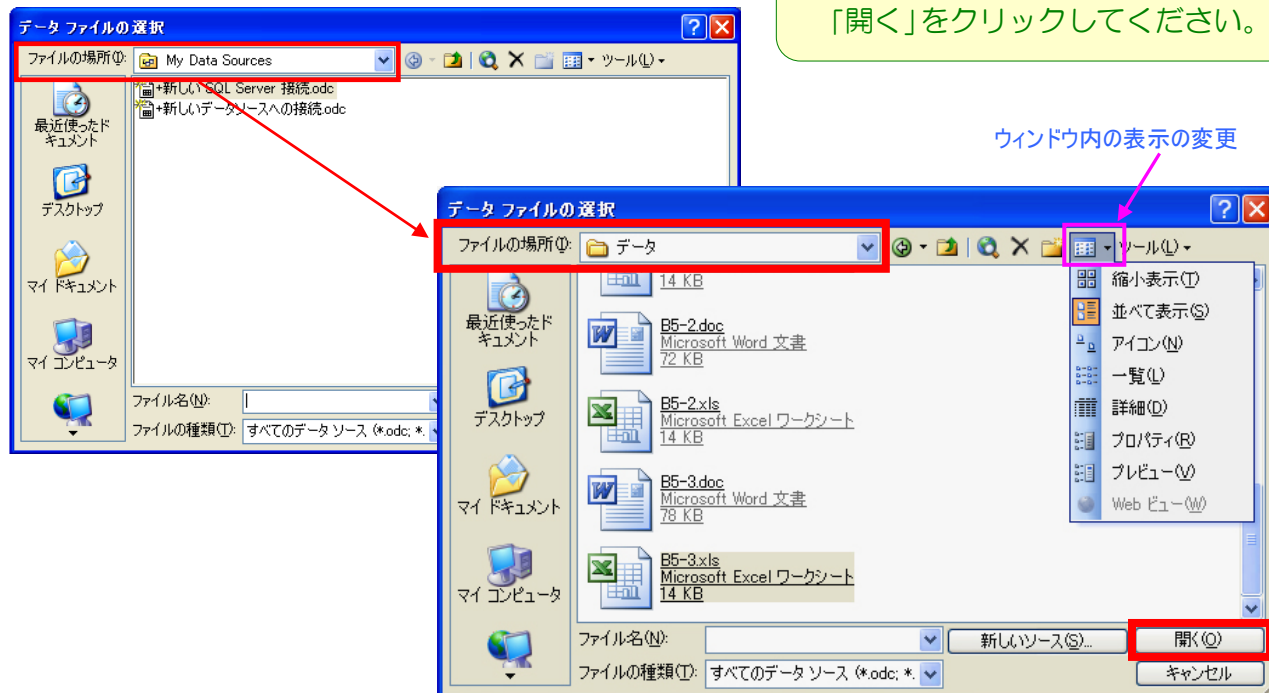 「開く」をクリックしてください。
データ ファイルの選択
ファイルの場所(I):
My Data Sources
ツール(L)
+新しい SQL Server 接続.odc
+新しいデータソースへの接続.odc
最近使ったド
キュメント
デスクトップ
マイ ドキュメント
マイ コンピュータ
ファイル名(N):
ファイルの種類(T):
すべてのデータ ソース (*.odc; *.
ウィンドウ内の表示の変更
データ ファイルの選択
ファイルの場所(I):
データ
ツール(L)
最近使ったド
キュメント
デスクトップ
マイ ドキュメント
マイ コンピュータ
14 KB
B5-2.doc
Microsoft Word 文書
72 KB
B5-2.xls
Microsoft Excel ワークシート
14 KB
B5-3.doc
Microsoft Word 文書
78 KB
B5-3.xls
Microsoft Excel ワークシート
14 KB
縮小表示(T)
並べて表示(S)
アイコン(N)
一覧(L)
詳細(D)
プロパティ(R)
プレビュー(V)
Web ビュー(W)
ファイル名(N):
新しいソース(S)...
開く(O)
ファイルの種類(T):
すべてのデータ ソース (*.odc; *.
キャンセル